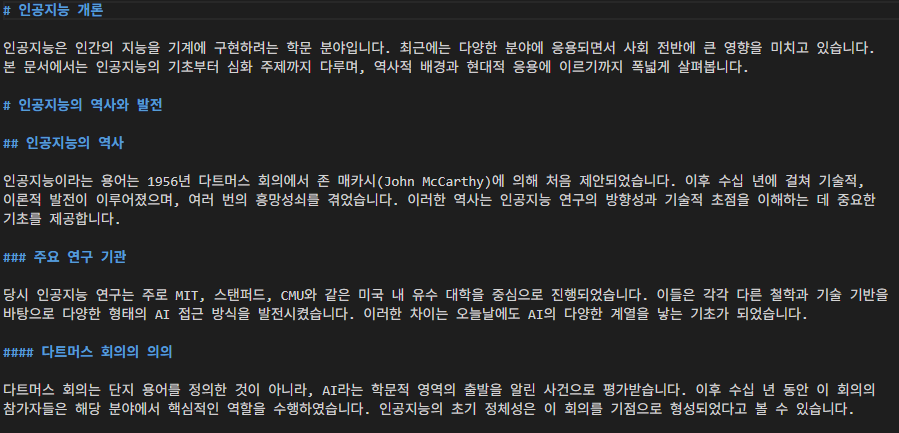 # 인공지능 개론
인공지능은 인간의 지능을 기계에 구현하려는 학문 분야입니다. 최근에는 다양한 분야에 응용되면서 사회 전반에 큰 영향을 미치고 있습니다.
본 문서에서는 인공지능의 기초부터 심화 주제까지 다루며, 역사적 배경과 현대적 응용에 이르기까지 폭넓게 살펴봅니다.
# 인공지능의 역사와 발전
## 인공지능의 역사
인공지능이라는 용어는 1956년 다트머스 회의에서 존 매카시(John McCarthy)에 의해 처음 제안되었습니다. 이후 수십 년에 걸쳐 기술적,
이론적 발전이 이루어졌으며, 여러 번의 흥망성쇠를 겪었습니다. 이러한 역사는 인공지능 연구의 방향성과 기술적 초점을 이해하는 데 중요한
기초를 제공합니다.
### 주요 연구 기관
당시 인공지능 연구는 주로 MIT, 스탠퍼드, CMU와 같은 미국 내 유수 대학을 중심으로 진행되었습니다. 이들은 각각 다른 철학과 기술 기반을
바탕으로 다양한 형태의 AI 접근 방식을 발전시켰습니다. 이러한 차이는 오늘날에도 AI의 다양한 계열을 낳는 기초가 되었습니다.
#### 다트머스 회의의 의의
다트머스 회의는 단지 용어를 정의한 것이 아니라, AI라는 학문적 영역의 출발을 알린 사건으로 평가받습니다. 이후 수십 년 동안 이 회의의
참가자들은 해당 분야에서 핵심적인 역할을 수행하였습니다. 인공지능의 초기 정체성은 이 회의를 기점으로 형성되었다고 볼 수 있습니다.